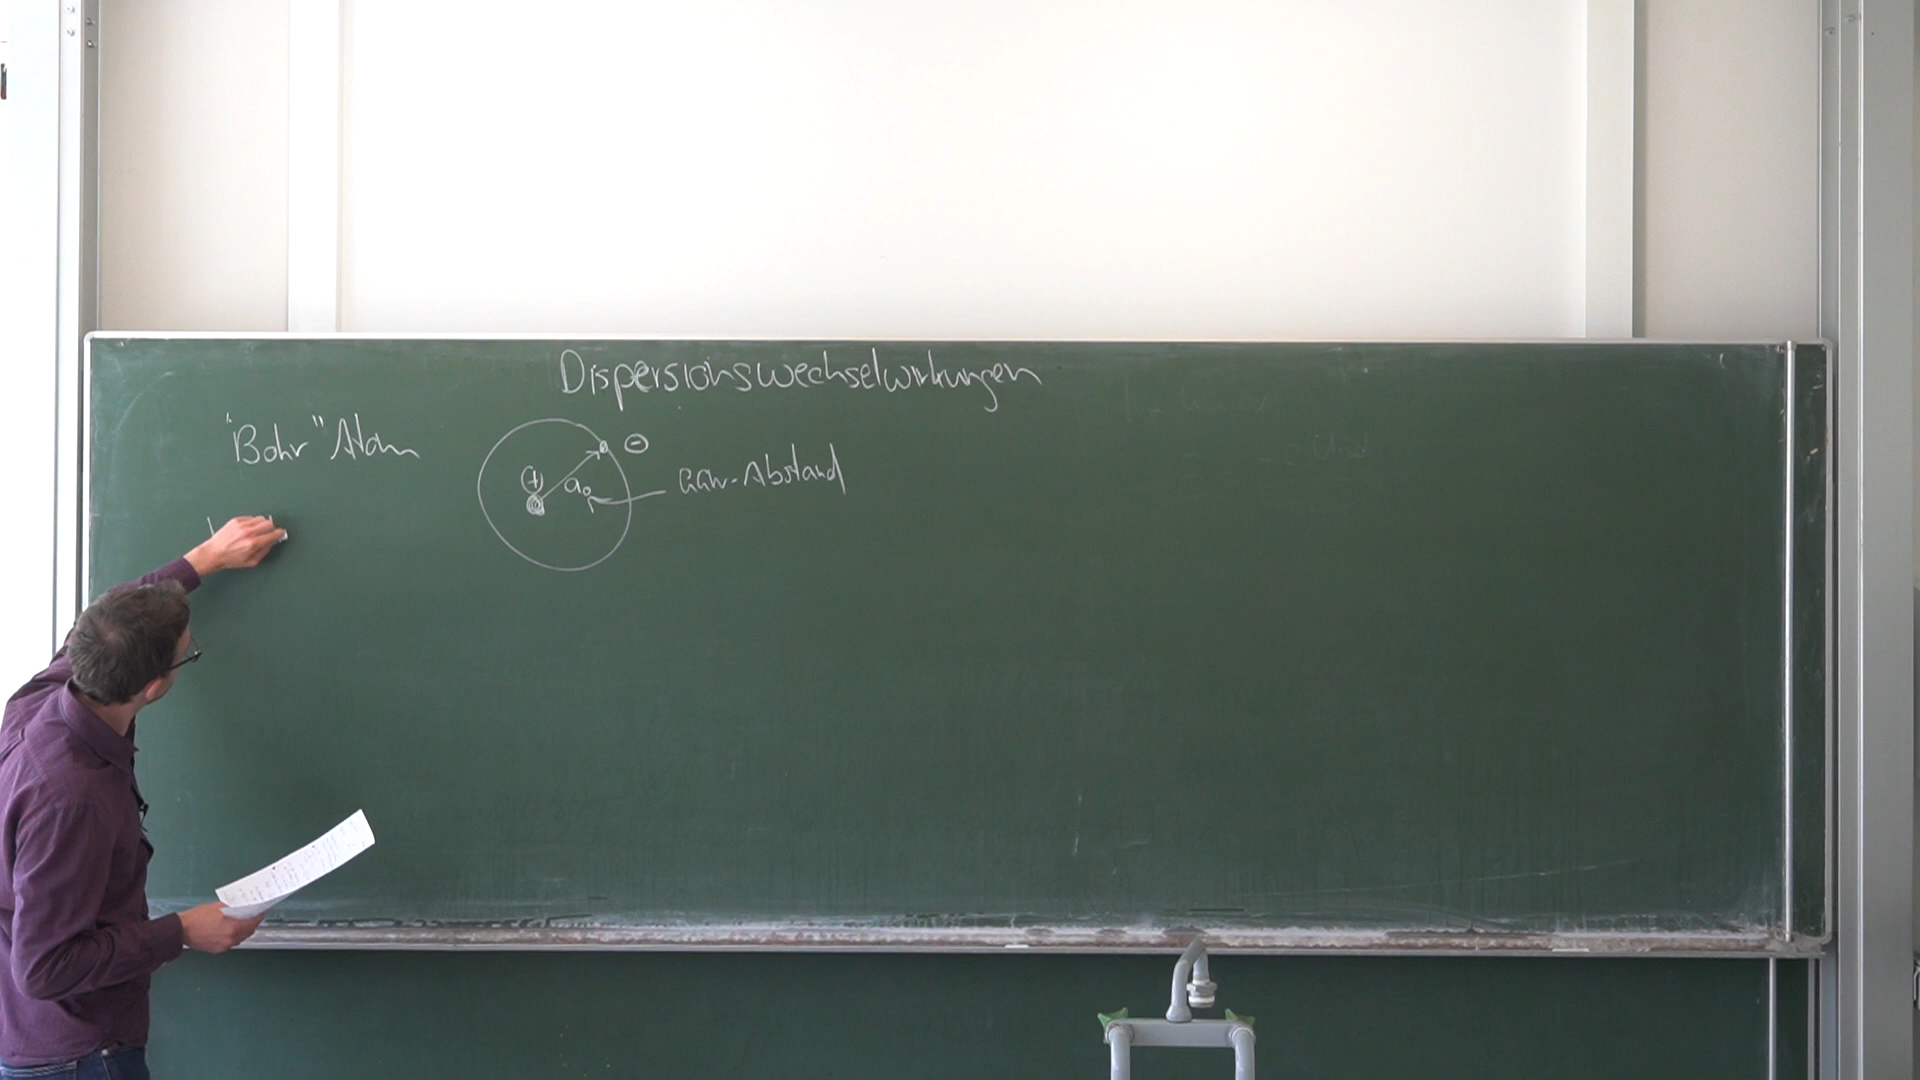 Dispersionswechselwirkungen
"Bohr" Atom
+
−
a₀
GGW-Abstand